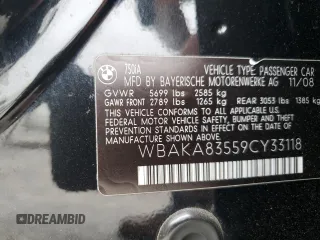 BMW
750IA
VEHICLE TYPE PASSENGER CAR
MFD. BY BAYERISCHE MOTORENWERKE AG 11/08
GVWR 5699 lbs 2585 kg
GAWR FRONT 2789 lbs 1265 kg REAR 3053 lbs 1385 kg
THIS VEHICLE CONFORMS TO ALL APPLICABLE
FEDERAL MOTOR VEHICLE SAFETY, BUMPER,
AND THEFT PREVENTION STANDARDS
IN EFFECT ON THE DATE OF
MANUFACTURE SHOWN ABOVE
WBAKA83559CY33118
DREAMBID